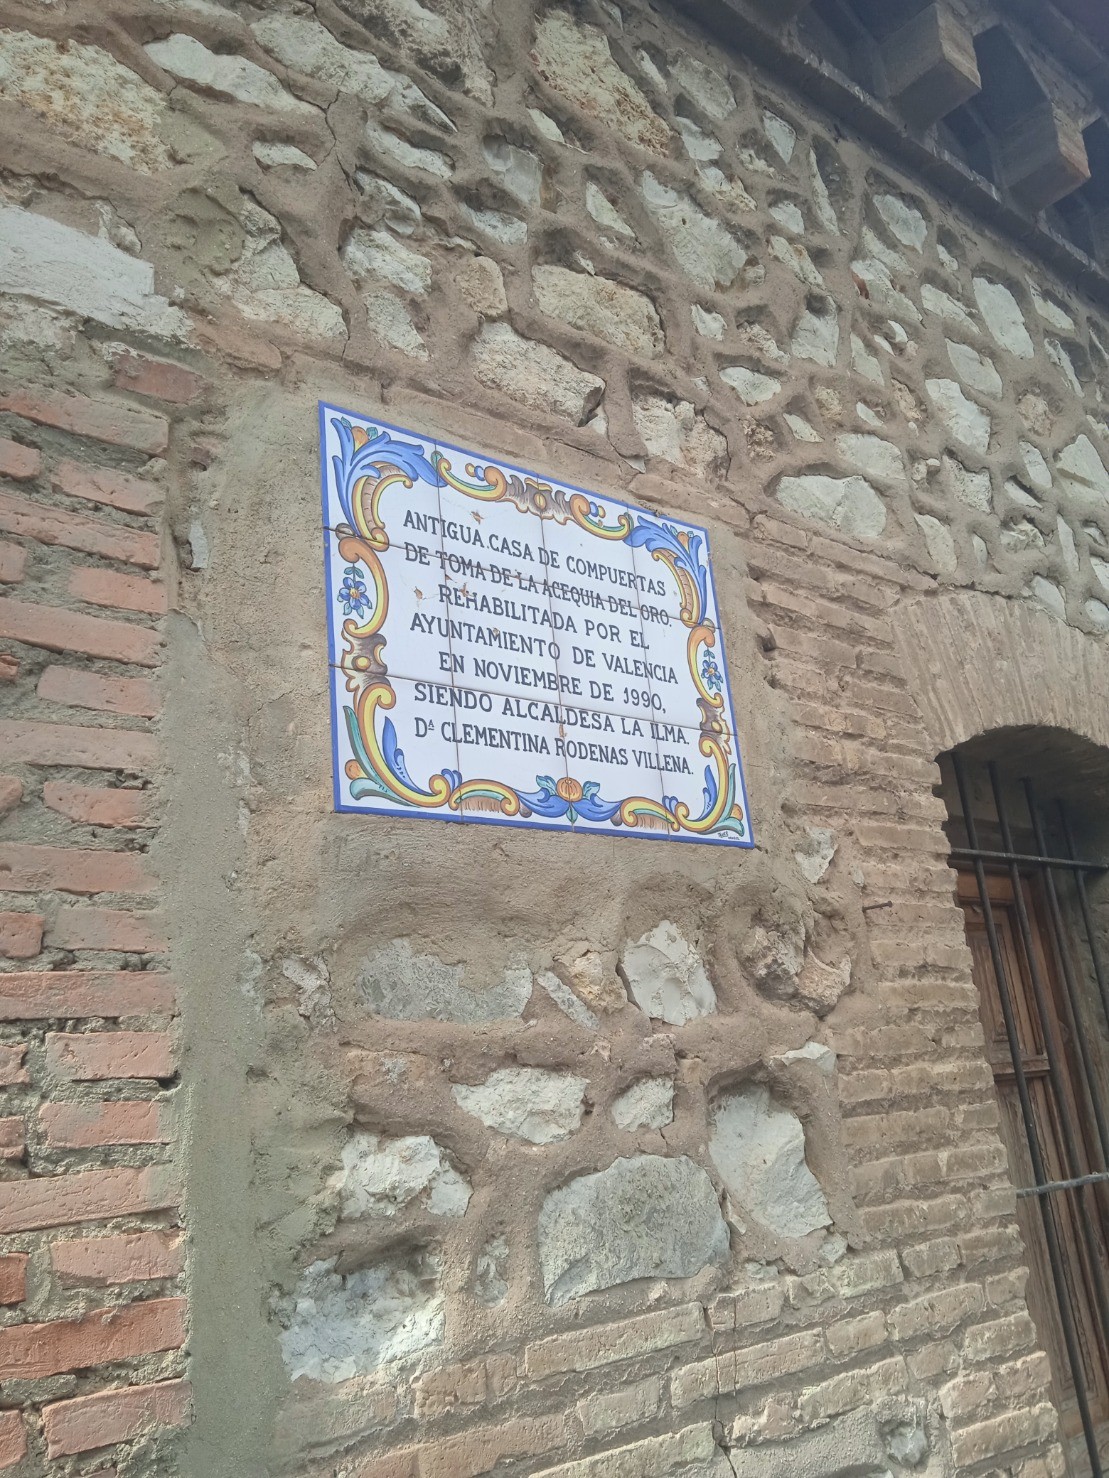 ANTIGUA CASA DE COMPUERTAS
DE TOMA DE LA ACEQUIA DEL ORO.
REHABILITADA POR EL
AYUNTAMIENTO DE VALENCIA
EN NOVIEMBRE DE 1990,
SIENDO ALCALDESA LA ILMA.
Dª CLEMENTINA RODENAS VILLENA.